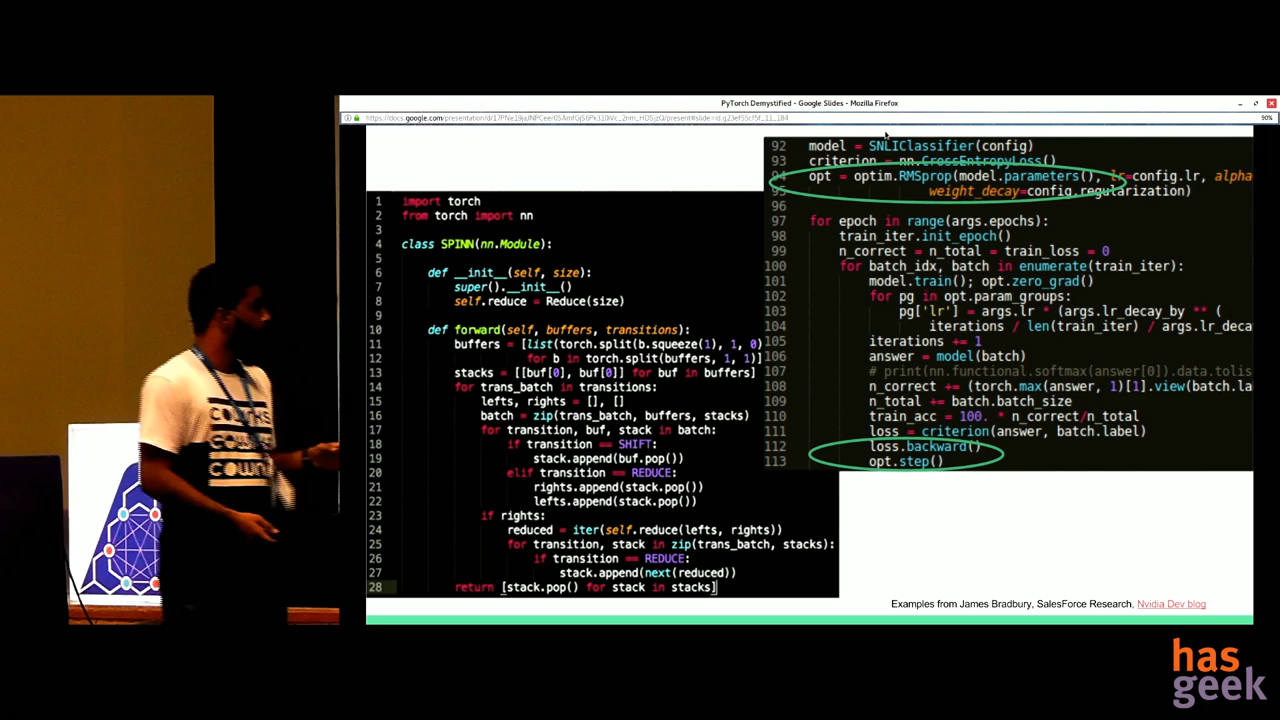 PyTorch Demystified - Google Slides - Mozilla Firefox
90%
1 import torch
2 from torch import nn
3
4 class SPINN(nn.Module):
5
6 def __init__(self, size):
7 super().__init__()
8 self.reduce = Reduce(size)
9
10 def forward(self, buffers, transitions):
11 buffers = [list(torch.split(b.squeeze(1), 1, 0)
12 for b in torch.split(buffers, 1, 1)]
13 stacks = [[buf[0], buf[0]] for buf in buffers]
14 for trans_batch in transitions:
15 lefts, rights = [], []
16 batch = zip(trans_batch, buffers, stacks)
17 for transition, buf, stack in batch:
18 if transition == SHIFT:
19 stack.append(buf.pop())
20 elif transition == REDUCE:
21 rights.append(stack.pop())
22 lefts.append(stack.pop())
23 if rights:
24 reduced = iter(self.reduce(lefts, rights))
25 for transition, stack in zip(trans_batch, stacks):
26 if transition == REDUCE:
27 stack.append(next(reduced))
28 return [stack.pop() for stack in stacks]
92 model = SNLIClassifier(config)
93 criterion = nn.CrossEntropyLoss()
94 opt = optim.RMSprop(model.parameters(), lr=config.lr, alpha
95 weight_decay=config.regularization)
96
97 for epoch in range(args.epochs):
98 train_iter.init_epoch()
99 n_correct = n_total = train_loss = 0
100 for batch_idx, batch in enumerate(train_iter):
101 model.train(); opt.zero_grad()
102 for pg in opt.param_groups:
103 pg['lr'] = args.lr * (args.lr_decay_by ** (
104 iterations / len(train_iter) / args.lr_deca
105 iterations += 1
106 answer = model(batch)
107 # print(nn.functional.softmax(answer[0]).data.tolis
108 n_correct += (torch.max(answer, 1)[1].view(batch.la
109 n_total += batch.batch_size
110 train_acc = 100. * n_correct/n_total
111 loss = criterion(answer, batch.label)
112 loss.backward()
113 opt.step()
Examples from James Bradbury, SalesForce Research, Nvidia Dev blog
has
geek